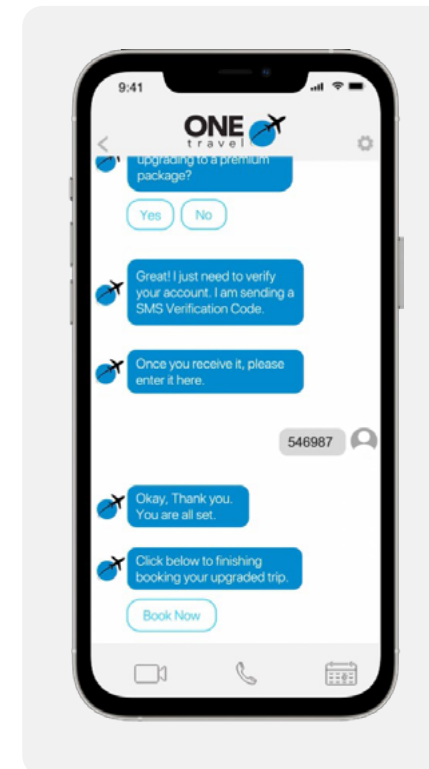 9:41
ONE
travel
upgrading to a premium
package?
Yes No
Great! I just need to verify
your account. I am sending a
SMS Verification Code.
Once you receive it, please
enter it here.
546987
Okay, Thank you.
You are all set.
Click below to finishing
booking your upgraded trip.
Book Now